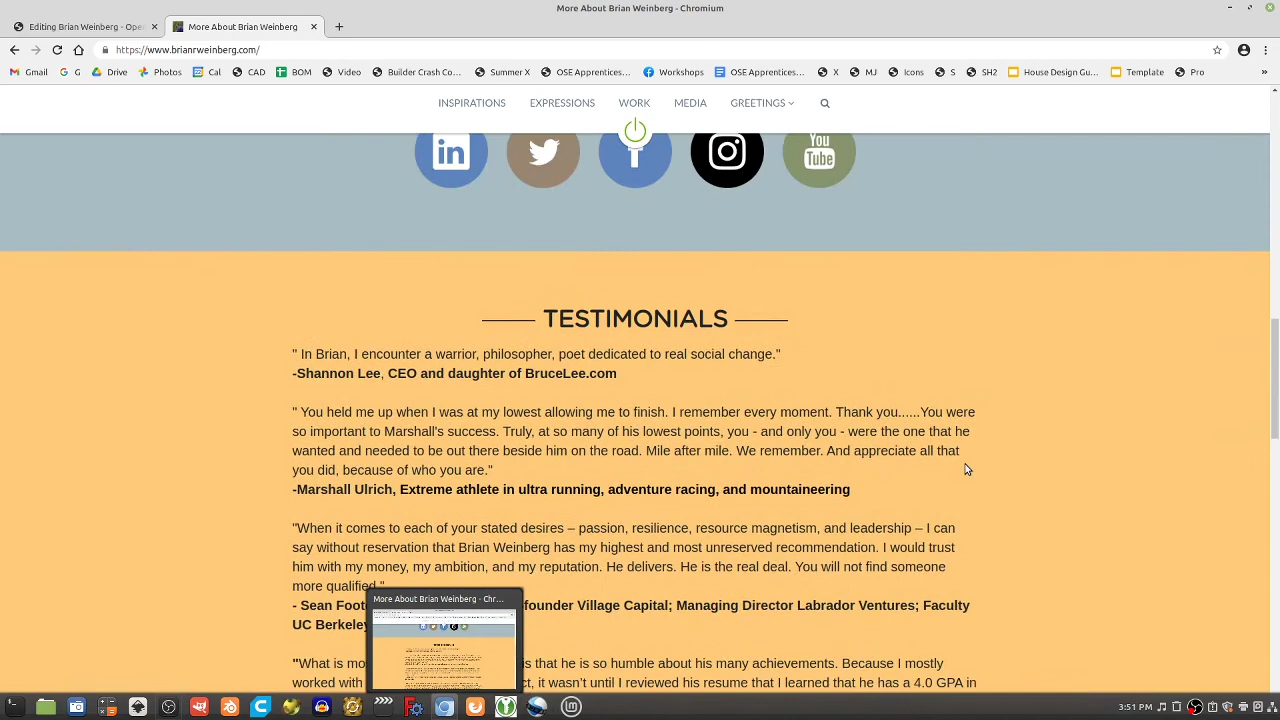 More About Brian Weinberg - Chromium
Editing Brian Weinberg - Ope
More About Brian Weinberg
https://www.brianrweinberg.com/
Gmail G Drive Photos Cal CAD BOM Video Builder Crash Co... Summer X OSE Apprentices... Workshops OSE Apprentices... X MJ Icons S SH2 House Design Gu... Template Pro
INSPIRATIONS EXPRESSIONS WORK MEDIA GREETINGS
in
You
Tube
TESTIMONIALS
" In Brian, I encounter a warrior, philosopher, poet dedicated to real social change."
-Shannon Lee, CEO and daughter of BruceLee.com
" You held me up when I was at my lowest allowing me to finish. I remember every moment. Thank you......You were
so important to Marshall's success. Truly, at so many of his lowest points, you - and only you - were the one that he
wanted and needed to be out there beside him on the road. Mile after mile. We remember. And appreciate all that
you did, because of who you are."
-Marshall Ulrich, Extreme athlete in ultra running, adventure racing, and mountaineering
"When it comes to each of your stated desires – passion, resilience, resource magnetism, and leadership – I can
say without reservation that Brian Weinberg has my highest and most unreserved recommendation. I would trust
him with my money, my ambition, and my reputation. He delivers. He is the real deal. You will not find someone
more qualified."
- Sean Foot founder Village Capital; Managing Director Labrador Ventures; Faculty
UC Berkeley
More About Brian Weinberg - Chr...
"What is mo is that he is so humble about his many achievements. Because I mostly
worked with ct, it wasn't until I reviewed his resume that I learned that he has a 4.0 GPA in
3:51 PM